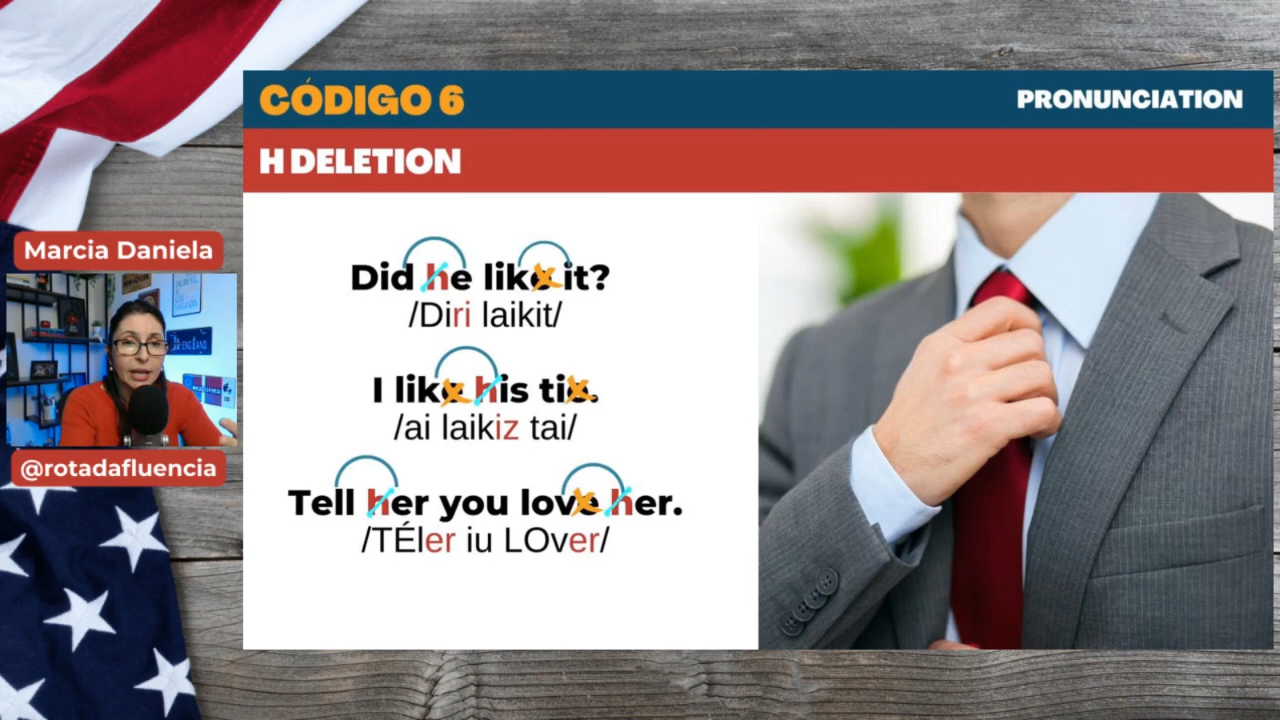 CÓDIGO 6
PRONUNCIATION
H DELETION
Marcia Daniela
@rotadafluencia
Did he like it?
/Diri laikit/
I like his tie.
/ai laikiz tai/
Tell her you love her.
/TÉler iu LOver/